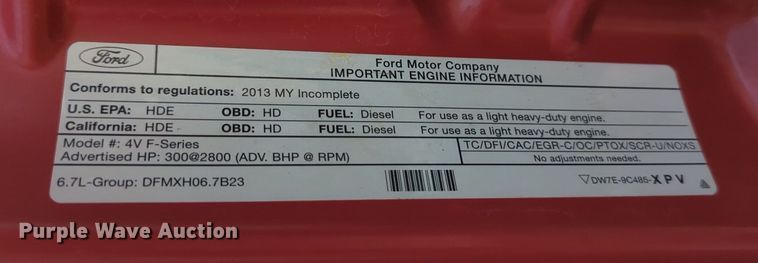 Ford
Ford Motor Company
IMPORTANT ENGINE INFORMATION
Conforms to regulations: 2013 MY Incomplete
U.S. EPA: HDE OBD: HD FUEL: Diesel For use as a light heavy-duty engine.
California: HDE OBD: HD FUEL: Diesel For use as a light heavy-duty engine.
Model #: 4V F-Series TC/DFI/CAC/EGR-C/OC/PTOX/SCR-U/NOXS
Advertised HP: 300@2800 (ADV. BHP @ RPM) No adjustments needed.
6.7L-Group: DFMXH06.7B23 DW7E-9C485-XPV
Purple Wave Auction